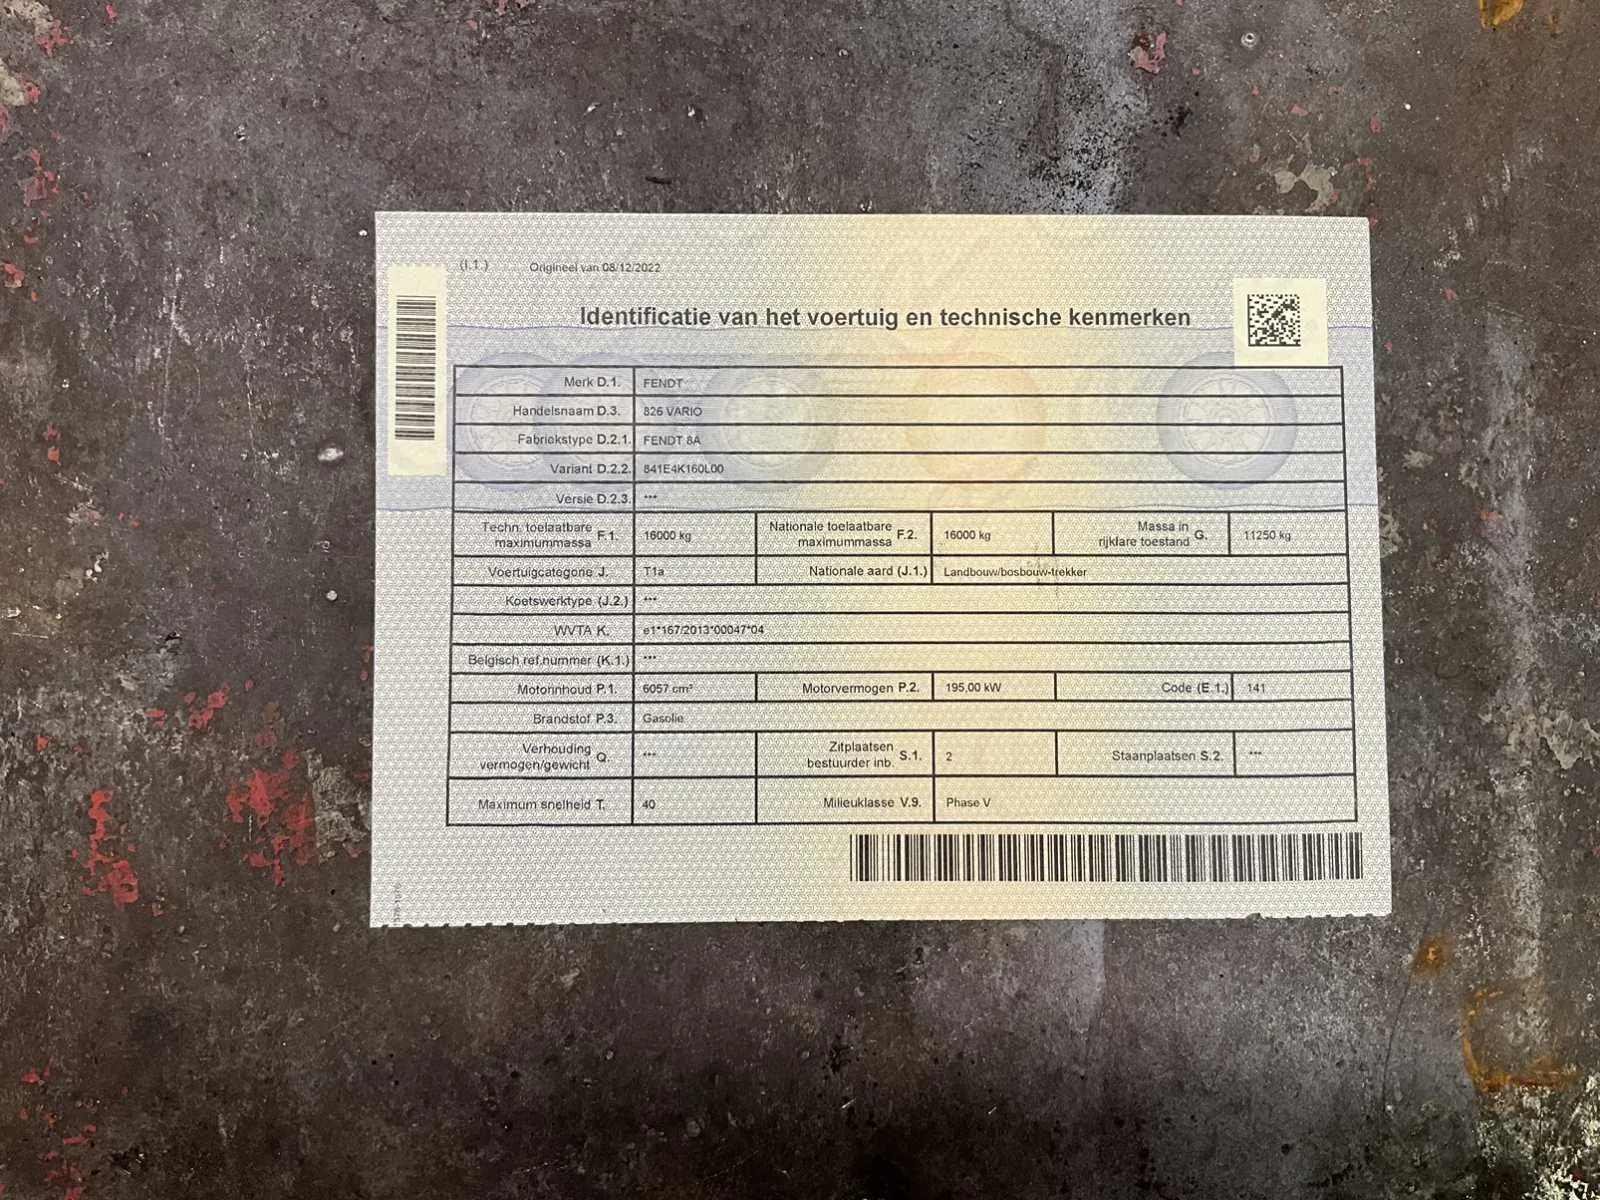 (I.1.) Origineel van 08/12/2022
Identificatie van het voertuig en technische kenmerken
Merk D.1. FENDT
Handelsnaam D.3. 826 VARIO
Fabriekstype D.2.1. FENDT 8A
Variant D.2.2. 841E4K160L00
Versie D.2.3. ***
Techn. toelaatbare maximummassa F.1. 16000 kg Nationale toelaatbare maximummassa F.2. 16000 kg Massa in rijklare toestand G. 11250 kg
Voertuigcategorie J. T1a Nationale aard (J.1.) Landbouw/bosbouw-trekker
Koetswerktype (J.2.) ***
WVTA K. e1*167/2013*00047*04
Belgisch ref.nummer (K.1.) ***
Motorinhoud P.1. 6057 cm³ Motorvermogen P.2. 195,00 kW Code (E.1.) 141
Brandstof P.3. Gasolie
Verhouding vermogen/gewicht Q. *** Zitplaatsen bestuurder inb. S.1. 2 Staanplaatsen S.2. ***
Maximum snelheid T. 40 Milieuklasse V.9. Phase V